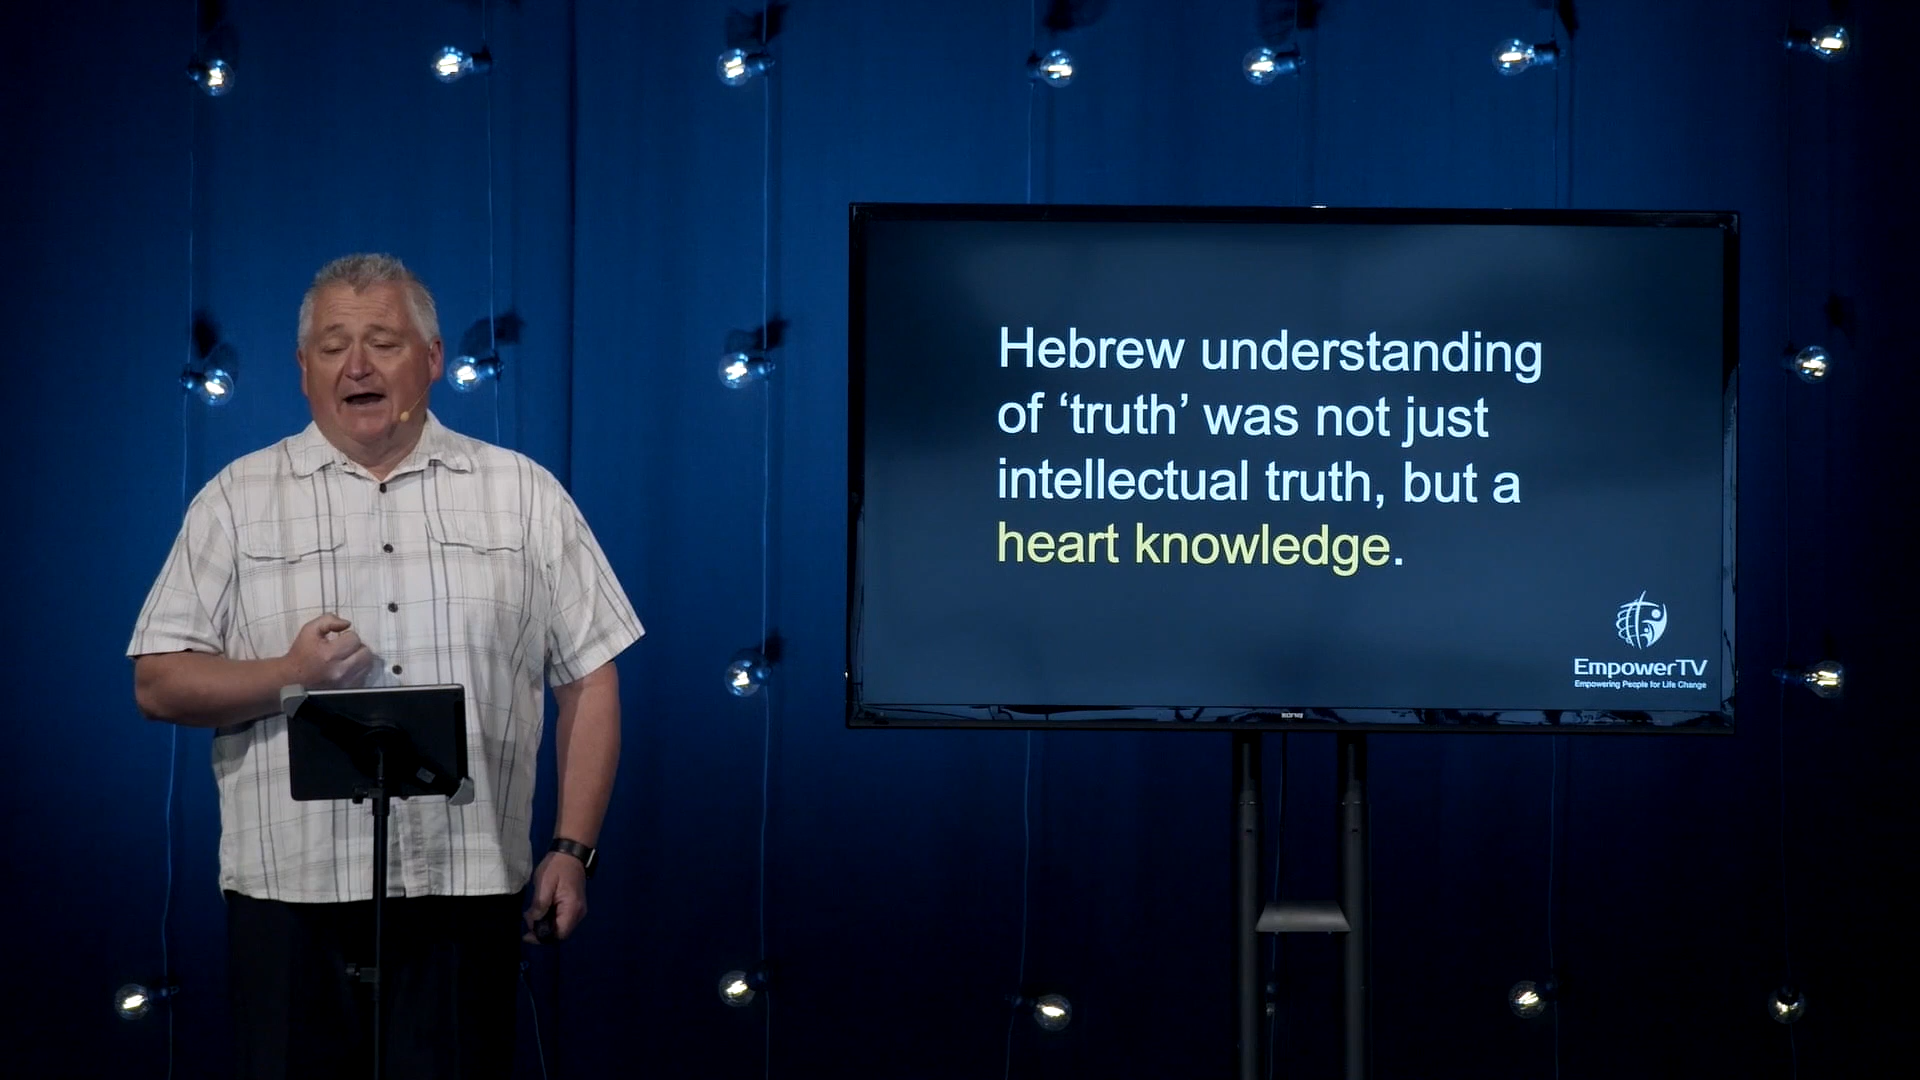 Hebrew understanding
of ‘truth’ was not just
intellectual truth, but a
heart knowledge.
EmpowerTV
Empowering People for Life Change